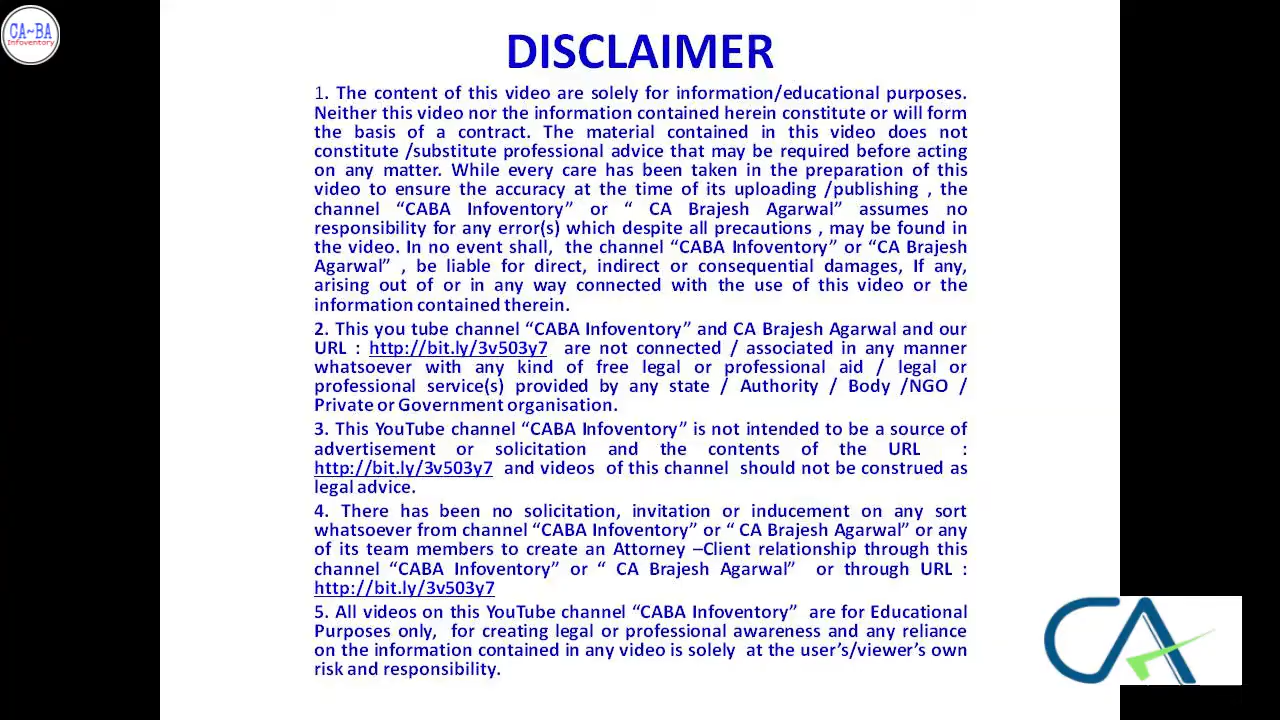 CA~BA
Infoventory
DISCLAIMER
1. The content of this video are solely for information/educational purposes.
Neither this video nor the information contained herein constitute or will form
the basis of a contract. The material contained in this video does not
constitute /substitute professional advice that may be required before acting
on any matter. While every care has been taken in the preparation of this
video to ensure the accuracy at the time of its uploading /publishing , the
channel “CABA Infoventory” or “ CA Brajesh Agarwal” assumes no
responsibility for any error(s) which despite all precautions , may be found in
the video. In no event shall, the channel “CABA Infoventory” or “CA Brajesh
Agarwal” , be liable for direct, indirect or consequential damages, If any,
arising out of or in any way connected with the use of this video or the
information contained therein.
2. This you tube channel “CABA Infoventory” and CA Brajesh Agarwal and our
URL : http://bit.ly/3v503y7 are not connected / associated in any manner
whatsoever with any kind of free legal or professional aid / legal or
professional service(s) provided by any state / Authority / Body /NGO /
Private or Government organisation.
3. This YouTube channel “CABA Infoventory” is not intended to be a source of
advertisement or solicitation and the contents of the URL :
http://bit.ly/3v503y7 and videos of this channel should not be construed as
legal advice.
4. There has been no solicitation, invitation or inducement on any sort
whatsoever from channel “CABA Infoventory” or “ CA Brajesh Agarwal” or any
of its team members to create an Attorney –Client relationship through this
channel “CABA Infoventory” or “ CA Brajesh Agarwal” or through URL :
http://bit.ly/3v503y7
5. All videos on this YouTube channel “CABA Infoventory” are for Educational
Purposes only, for creating legal or professional awareness and any reliance
on the information contained in any video is solely at the user’s/viewer’s own
risk and responsibility.
CA